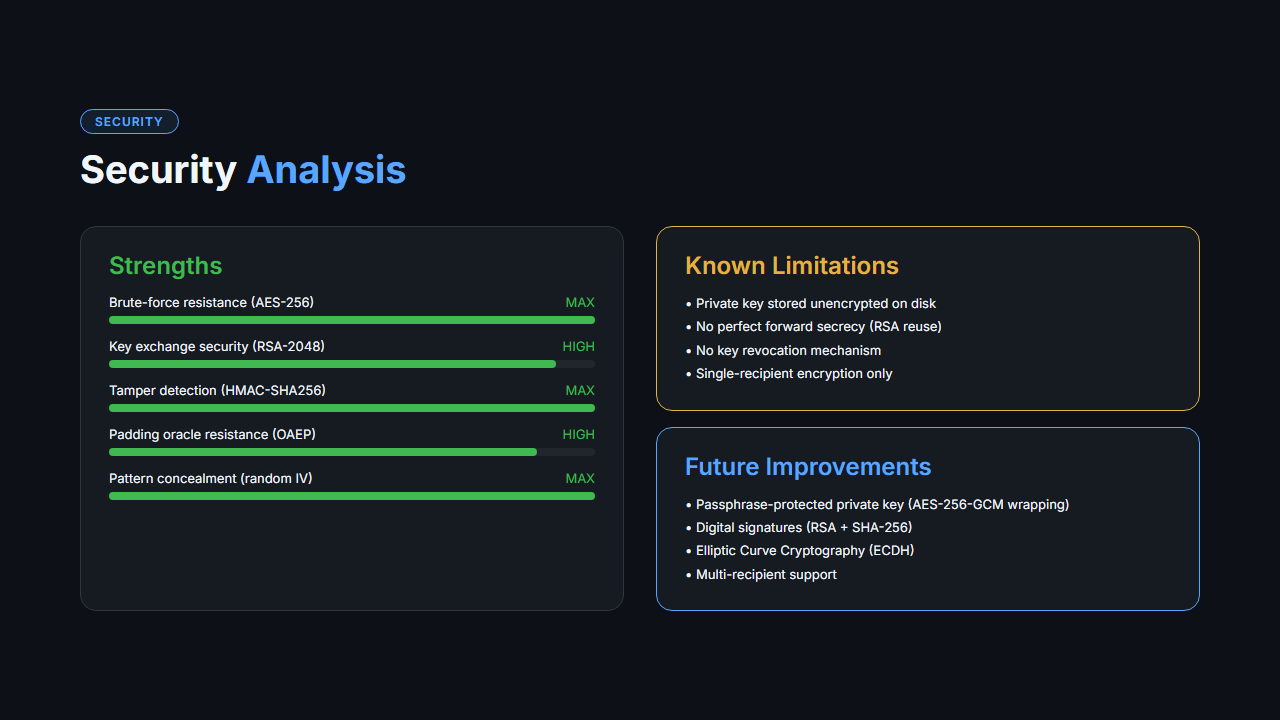 SECURITY
Security Analysis
Strengths
Brute-force resistance (AES-256) MAX
Key exchange security (RSA-2048) HIGH
Tamper detection (HMAC-SHA256) MAX
Padding oracle resistance (OAEP) HIGH
Pattern concealment (random IV) MAX
Known Limitations
• Private key stored unencrypted on disk
• No perfect forward secrecy (RSA reuse)
• No key revocation mechanism
• Single-recipient encryption only
Future Improvements
• Passphrase-protected private key (AES-256-GCM wrapping)
• Digital signatures (RSA + SHA-256)
• Elliptic Curve Cryptography (ECDH)
• Multi-recipient support